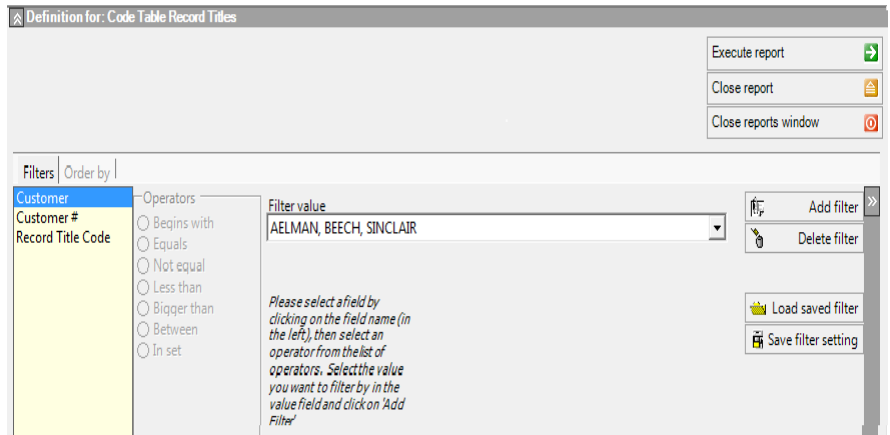 Definition for: Code Table Record Titles
Execute report
Close report
Close reports window
Filters Order by
Customer
Customer #
Record Title Code
Operators
Begins with
Equals
Not equal
Less than
Bigger than
Between
In set
Filter value
AELMAN, BEECH, SINCLAIR
Please select a field by
clicking on the field name (in
the left), then select an
operator from the list of
operators. Select the value
you want to filter by in the
value field and click on 'Add
Filter'
Add filter
Delete filter
Load saved filter
Save filter setting